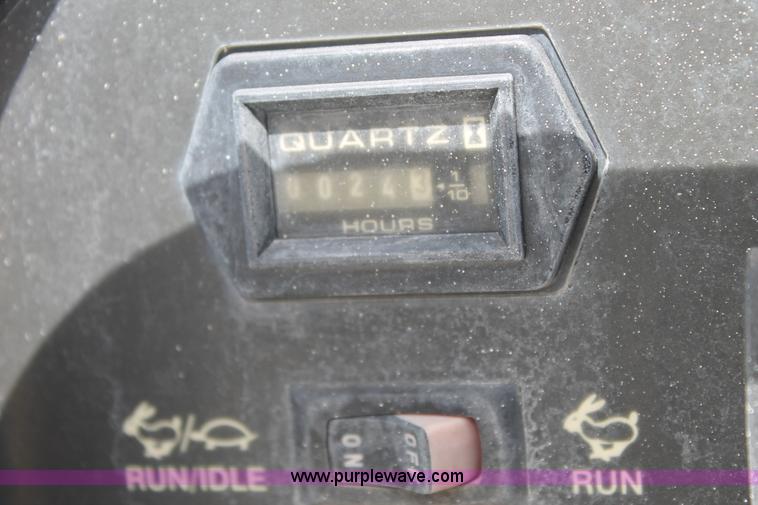 QUARTZ
0024 1/10
HOURS
ON OFF
RUN/IDLE RUN
www.purplewave.com